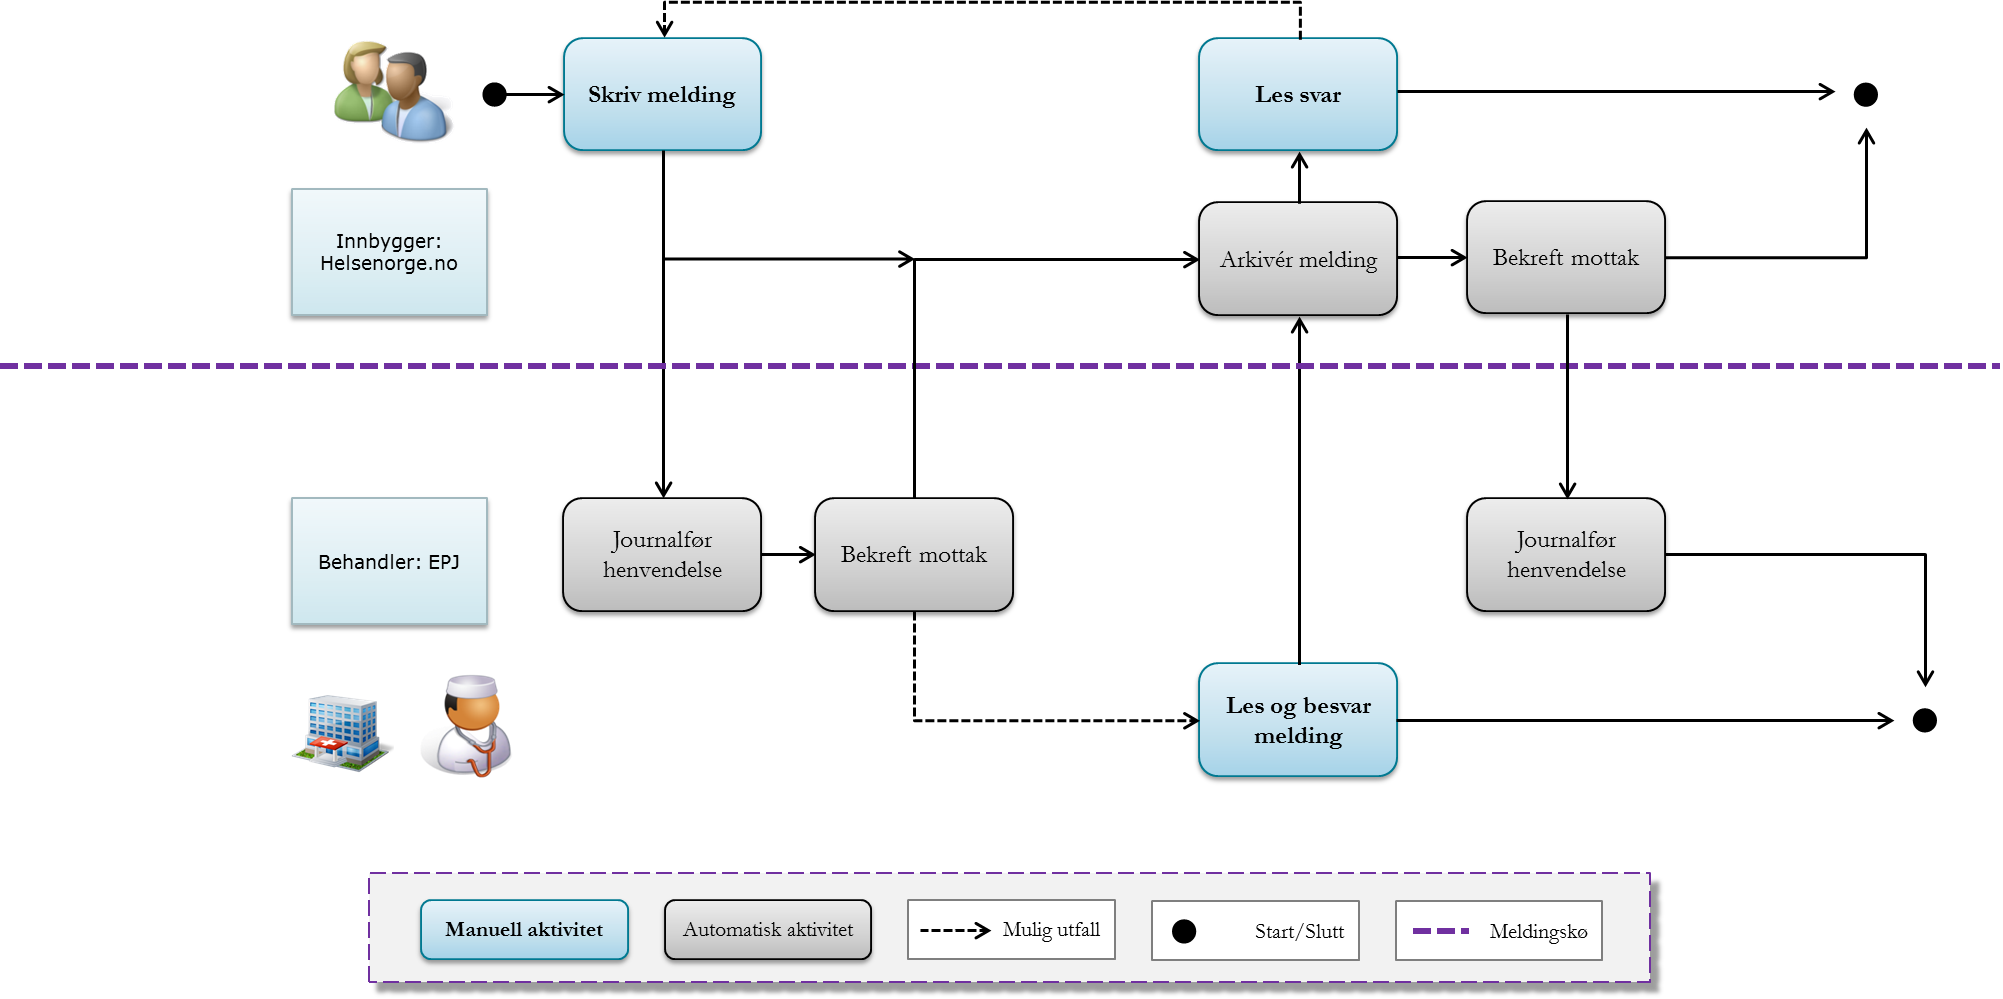 Skriv melding
Les svar
Innbygger:
Helsenorge.no
Arkivér melding
Bekreft mottak
Behandler: EPJ
Journalfør
henvendelse
Bekreft mottak
Journalfør
henvendelse
Les og besvar
melding
Manuell aktivitet
Automatisk aktivitet
Mulig utfall
Start/Slutt
Meldingskø